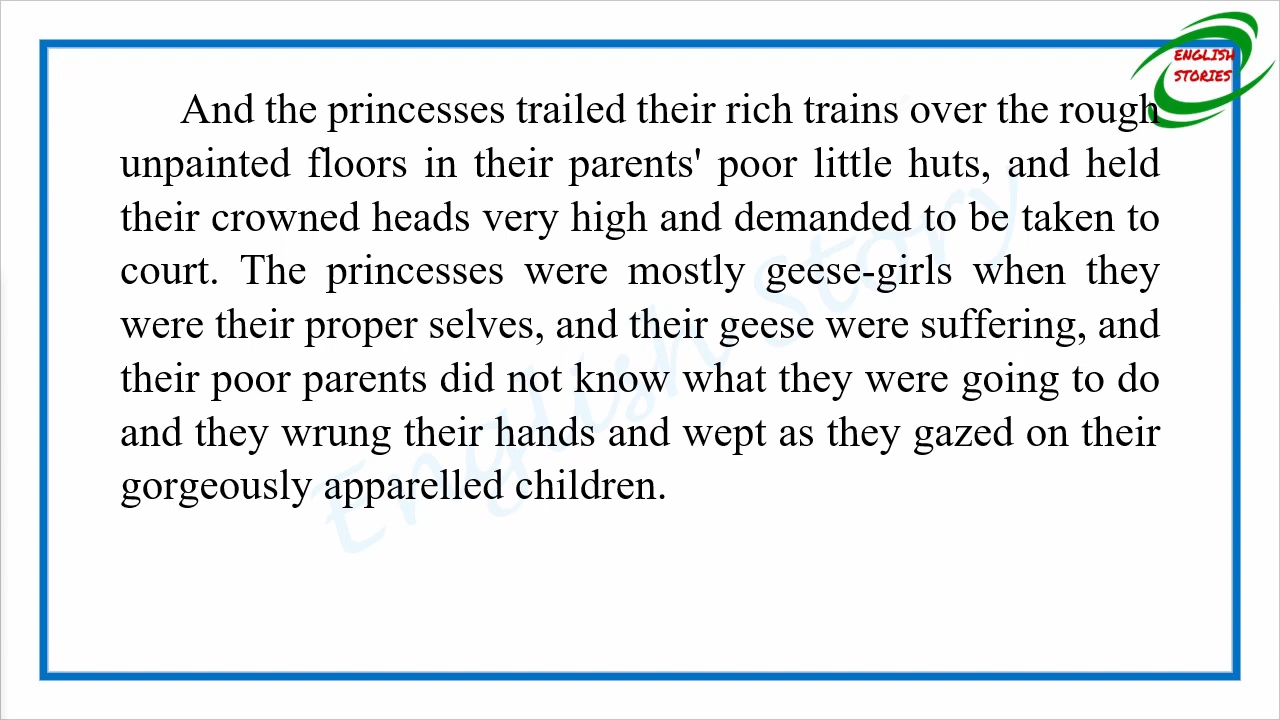 ENGLISH
STORIES
And the princesses trailed their rich trains over the rough
unpainted floors in their parents' poor little huts, and held
their crowned heads very high and demanded to be taken to
court. The princesses were mostly geese-girls when they
were their proper selves, and their geese were suffering, and
their poor parents did not know what they were going to do
and they wrung their hands and wept as they gazed on their
gorgeously apparelled children.
English Story